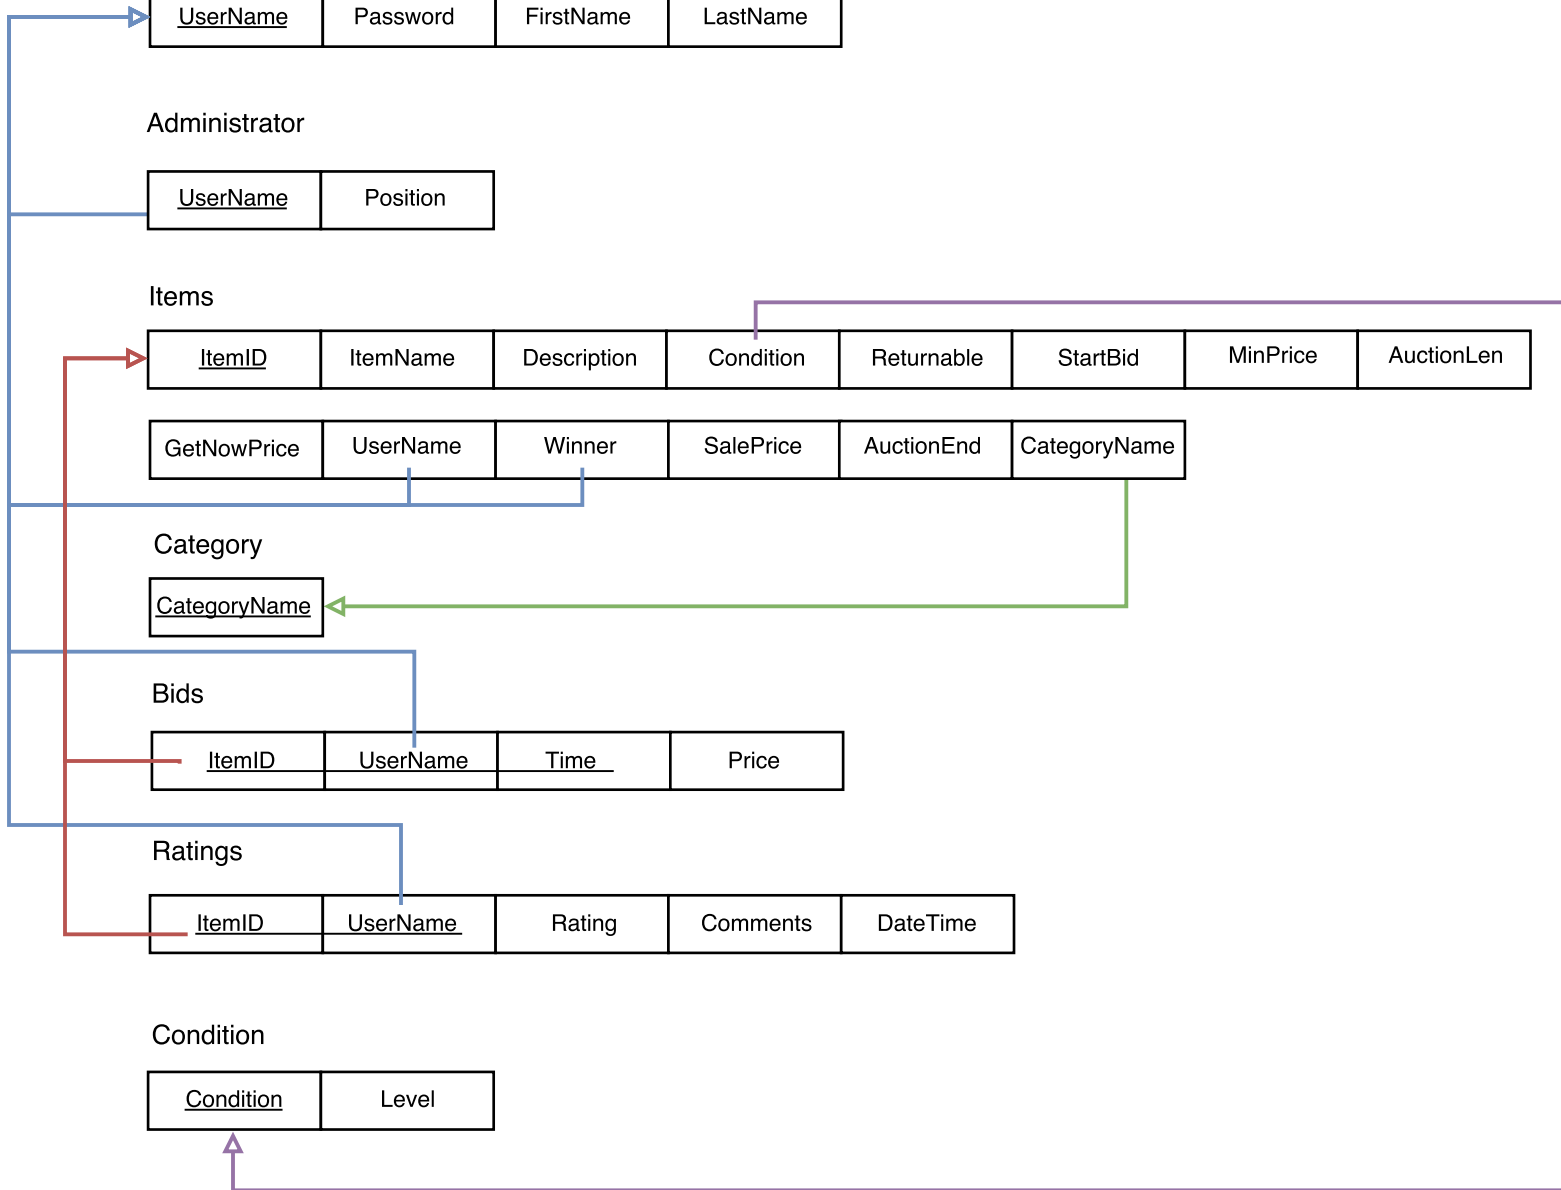 UserName Password FirstName LastName
Administrator
UserName Position
Items
ItemID ItemName Description Condition Returnable StartBid MinPrice AuctionLen
GetNowPrice UserName Winner SalePrice AuctionEnd CategoryName
Category
CategoryName
Bids
ItemID UserName Time Price
Ratings
ItemID UserName Rating Comments DateTime
Condition
Condition Level